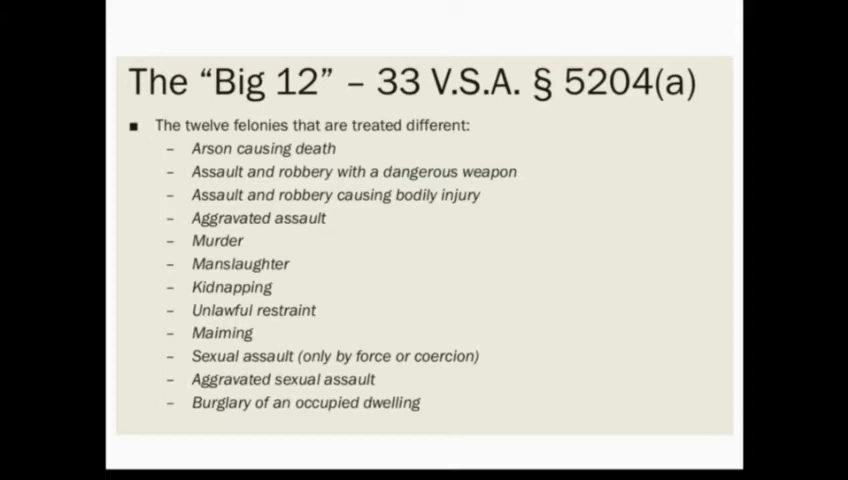 The “Big 12” – 33 V.S.A. § 5204(a)
■ The twelve felonies that are treated different:
– Arson causing death
– Assault and robbery with a dangerous weapon
– Assault and robbery causing bodily injury
– Aggravated assault
– Murder
– Manslaughter
– Kidnapping
– Unlawful restraint
– Maiming
– Sexual assault (only by force or coercion)
– Aggravated sexual assault
– Burglary of an occupied dwelling